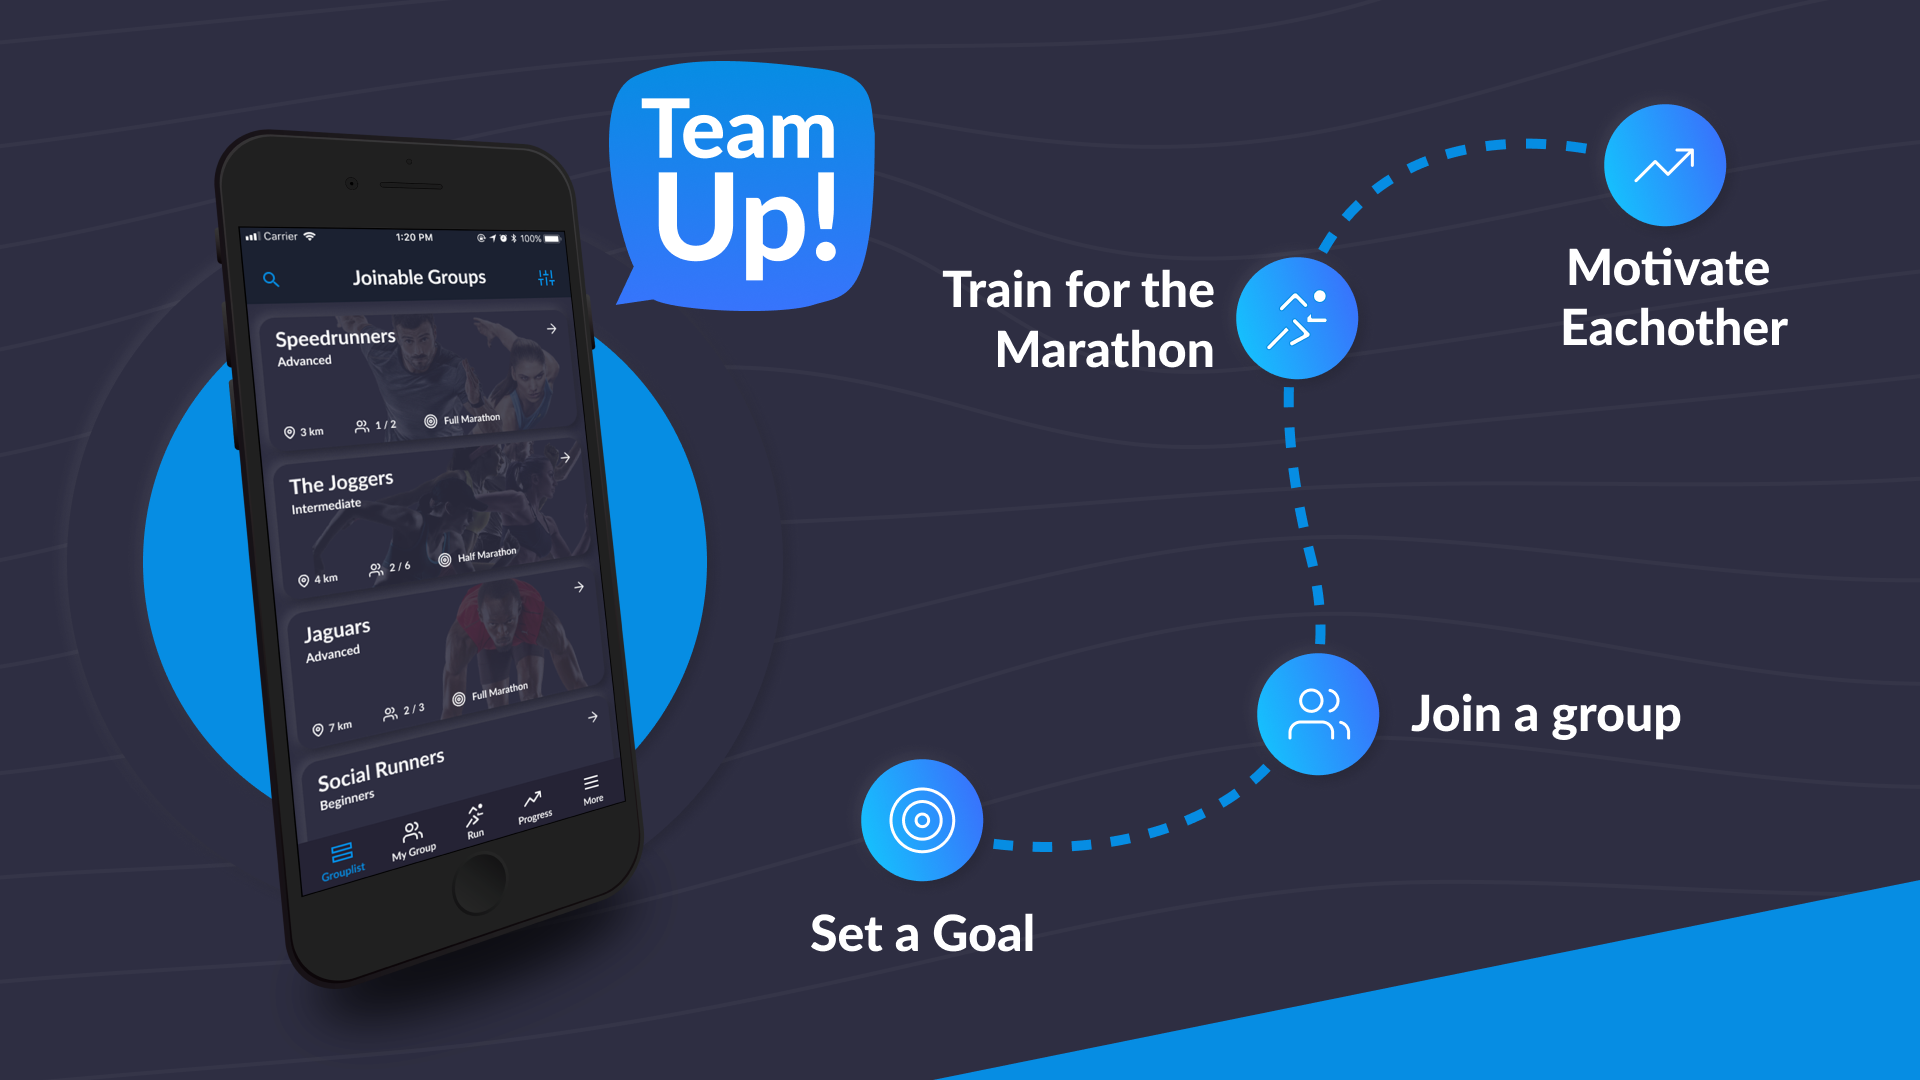 Team
Up!
Carrier
1:20 PM
100%
Joinable Groups
Speedrunners
Advanced
3 km
1 / 2
Full Marathon
The Joggers
Intermediate
4 km
2 / 6
Half Marathon
Jaguars
Advanced
7 km
2 / 3
Full Marathon
Social Runners
Beginners
Grouplist
My Group
Run
Progress
More
Set a Goal
Join a group
Train for the
Marathon
Motivate
Eachother